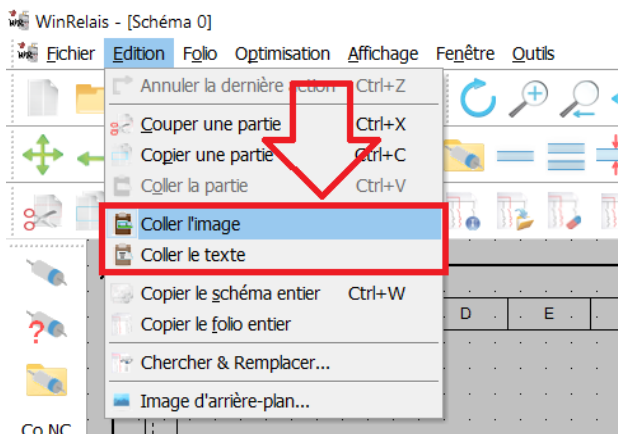 WinRelais - [Schéma 0]
Fichier Edition Folio Optimisation Affichage Fenêtre Outils
Annuler la dernière action Ctrl+Z
Couper une partie Ctrl+X
Copier une partie Ctrl+C
Coller la partie Ctrl+V
Coller l'image
Coller le texte
Copier le schéma entier Ctrl+W
Copier le folio entier
Chercher & Remplacer...
Image d'arrière-plan...
D E
Co NC